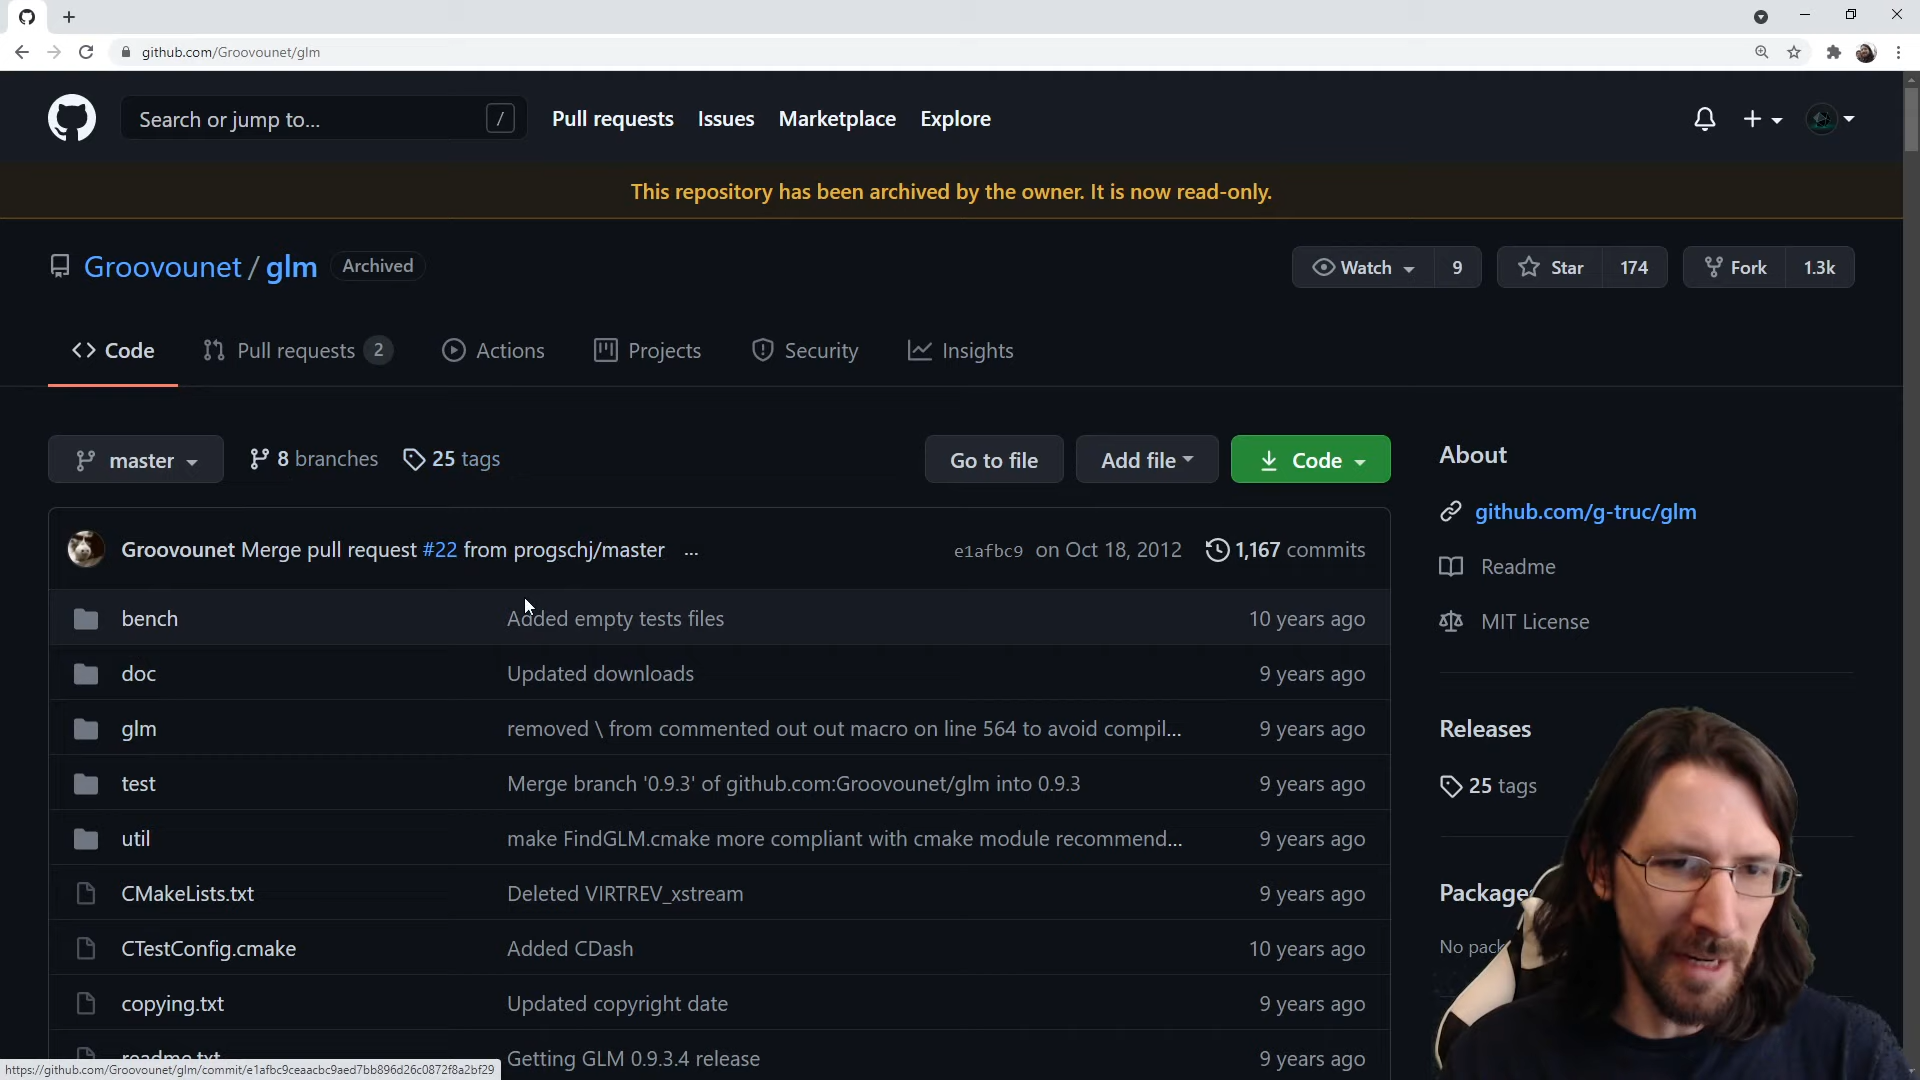 github.com/Groovounet/glm
Search or jump to... /
Pull requests Issues Marketplace Explore
This repository has been archived by the owner. It is now read-only.
Groovounet / glm Archived
Watch 9 Star 174 Fork 1.3k
Code Pull requests 2 Actions Projects Security Insights
master 8 branches 25 tags Go to file Add file Code
Groovounet Merge pull request #22 from progschj/master ... e1afbc9 on Oct 18, 2012 1,167 commits
bench Added empty tests files 10 years ago
doc Updated downloads 9 years ago
glm removed \ from commented out out macro on line 564 to avoid compil... 9 years ago
test Merge branch '0.9.3' of github.com:Groovounet/glm into 0.9.3 9 years ago
util make FindGLM.cmake more compliant with cmake module recommend... 9 years ago
CMakeLists.txt Deleted VIRTREV_xstream 9 years ago
CTestConfig.cmake Added CDash 10 years ago
copying.txt Updated copyright date 9 years ago
readme.txt Getting GLM 0.9.3.4 release 9 years ago
About
github.com/g-truc/glm
Readme
MIT License
Releases
25 tags
Package
No pack
https://github.com/Groovounet/glm/commit/e1afbc9ceaacbc9aed7bb896d26c0872f8a2bf29